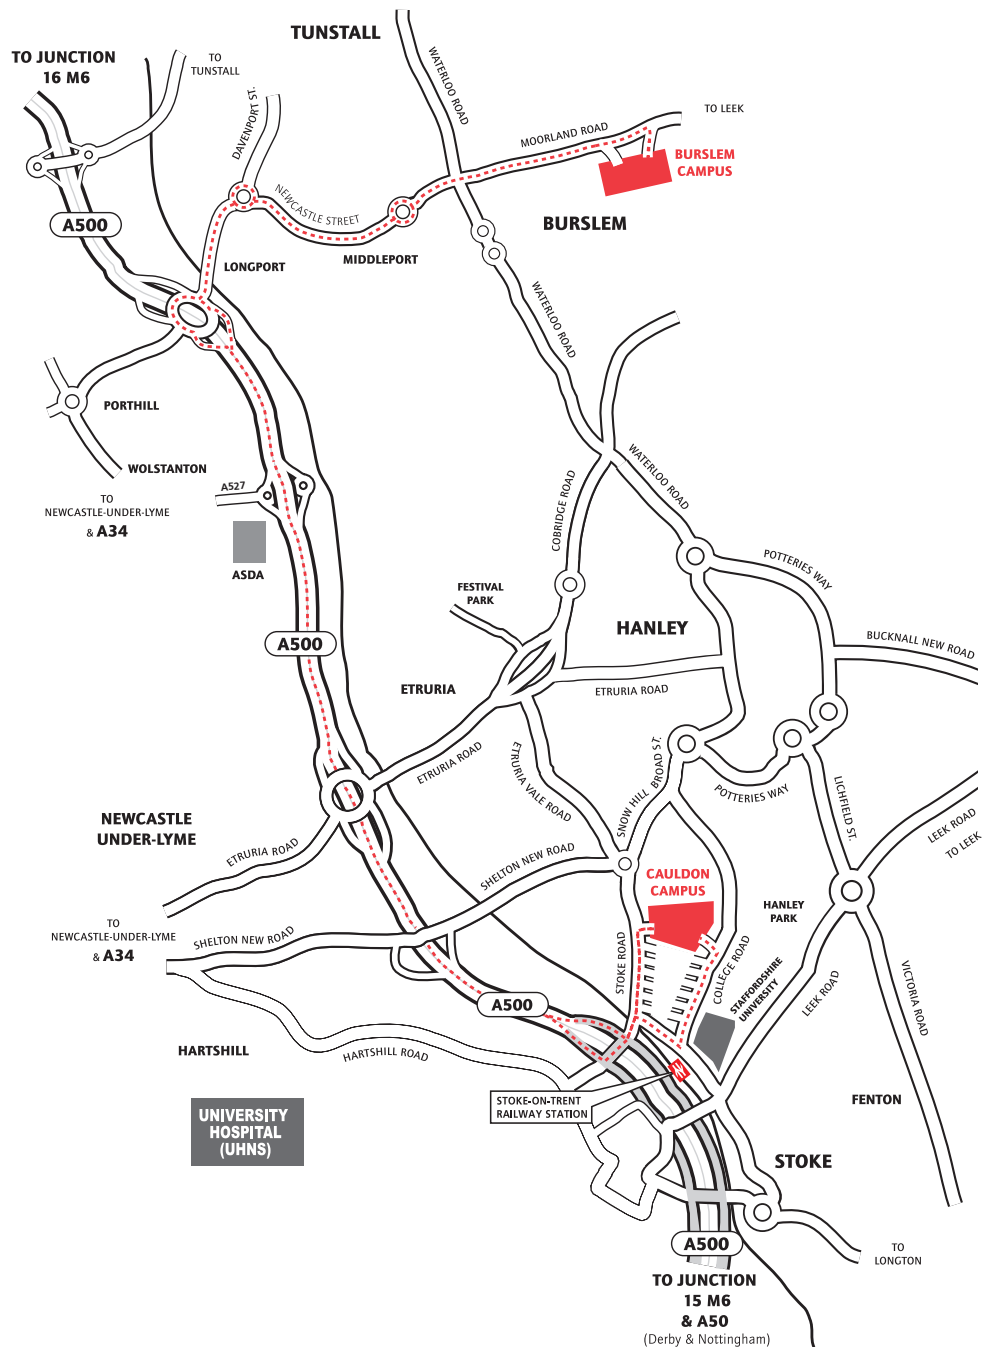 TUNSTALL
TO JUNCTION
16 M6
TO
TUNSTALL
WATERLOO ROAD
DAVENPORT ST.
MOORLAND ROAD
TO LEEK
BURSLEM
CAMPUS
A500
NEWCASTLE STREET
BURSLEM
LONGPORT
MIDDLEPORT
WATERLOO ROAD
PORTHILL
WOLSTANTON
A527
TO
NEWCASTLE-UNDER-LYME
& A34
ASDA
COBRIDGE ROAD
WATERLOO ROAD
POTTERIES WAY
FESTIVAL
PARK
HANLEY
BUCKNALL NEW ROAD
A500
ETRURIA
ETRURIA ROAD
ETRURIA ROAD
ETRURIA VALE ROAD
SNOW HILL
BROAD ST.
POTTERIES WAY
LICHFIELD ST.
LEEK ROAD
TO LEEK
NEWCASTLE
UNDER-LYME
ETRURIA ROAD
SHELTON NEW ROAD
CAULDON
CAMPUS
HANLEY
PARK
TO
NEWCASTLE-UNDER-LYME
& A34
SHELTON NEW ROAD
STOKE ROAD
COLLEGE ROAD
STAFFORDSHIRE
UNIVERSITY
LEEK ROAD
VICTORIA ROAD
A500
HARTSHILL
HARTSHILL ROAD
STOKE-ON-TRENT
RAILWAY STATION
UNIVERSITY
HOSPITAL
(UHNS)
FENTON
STOKE
A500
TO
LONGTON
TO JUNCTION
15 M6
& A50
(Derby & Nottingham)